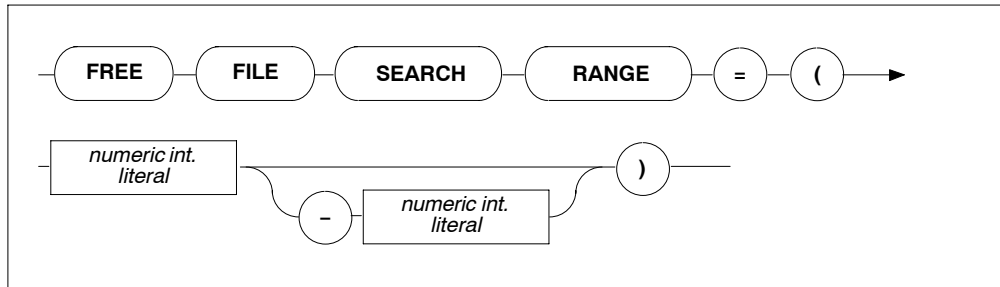 FREE FILE SEARCH RANGE = (
numeric int.
literal
)
– numeric int.
literal